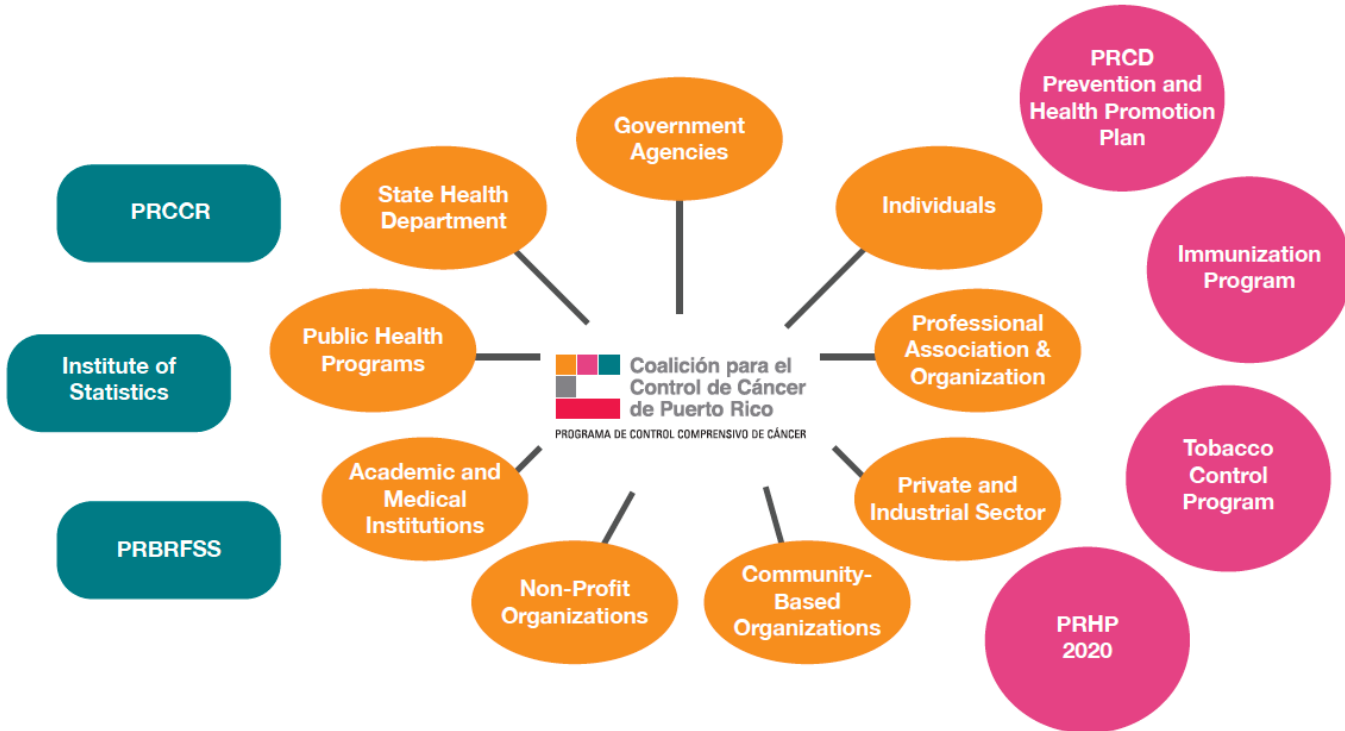 PRCCR
Institute of
Statistics
PRBRFSS
Government
Agencies
State Health
Department
Individuals
Public Health
Programs
Professional
Association &
Organization
Academic and
Medical
Institutions
Private and
Industrial Sector
Non-Profit
Organizations
Community-
Based
Organizations
Coalición para el
Control de Cáncer
de Puerto Rico
PROGRAMA DE CONTROL COMPRENSIVO DE CÁNCER
PRCD
Prevention and
Health Promotion
Plan
Immunization
Program
Tobacco
Control
Program
PRHP
2020